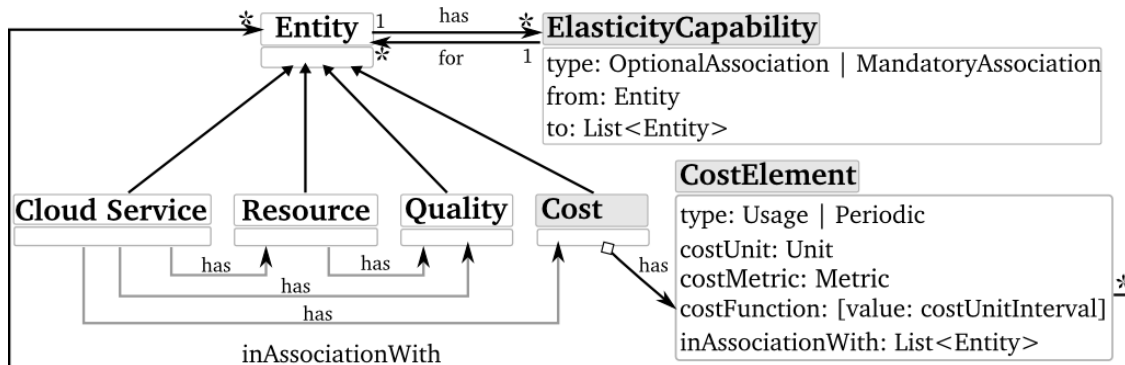 * Entity 1 has * ElasticityCapability
* for 1
type: OptionalAssociation | MandatoryAssociation
from: Entity
to: List<Entity>
CostElement
Cloud Service Resource Quality Cost
type: Usage | Periodic
costUnit: Unit
has has has costMetric: Metric *
has costFunction: [value: costUnitInterval]
has
inAssociationWith: List<Entity>
inAssociationWith